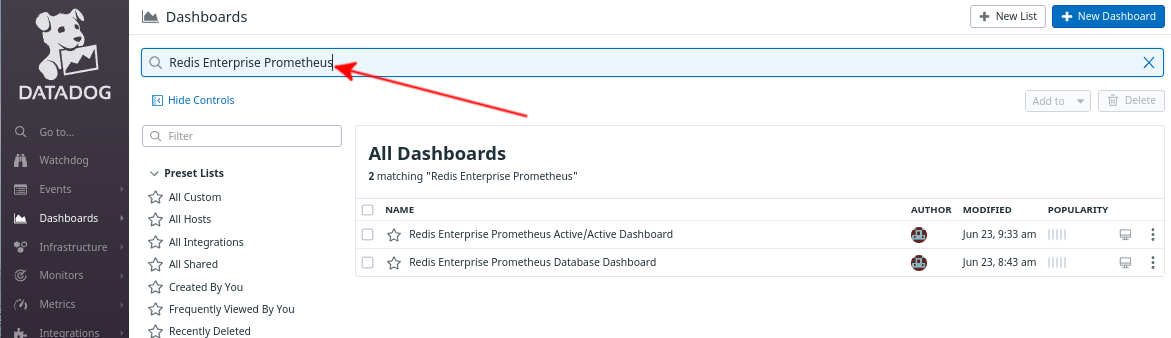 DATADOG
Go to...
Watchdog
Events
Dashboards
Infrastructure
Monitors
Metrics
Integrations
Dashboards
New List
New Dashboard
Redis Enterprise Prometheus
Hide Controls
Add to
Delete
Filter
Preset Lists
All Custom
All Hosts
All Integrations
All Shared
Created By You
Frequently Viewed By You
Recently Deleted
All Dashboards
2 matching "Redis Enterprise Prometheus"
NAME AUTHOR MODIFIED POPULARITY
Redis Enterprise Prometheus Active/Active Dashboard Jun 23, 9:33 am
Redis Enterprise Prometheus Database Dashboard Jun 23, 8:43 am